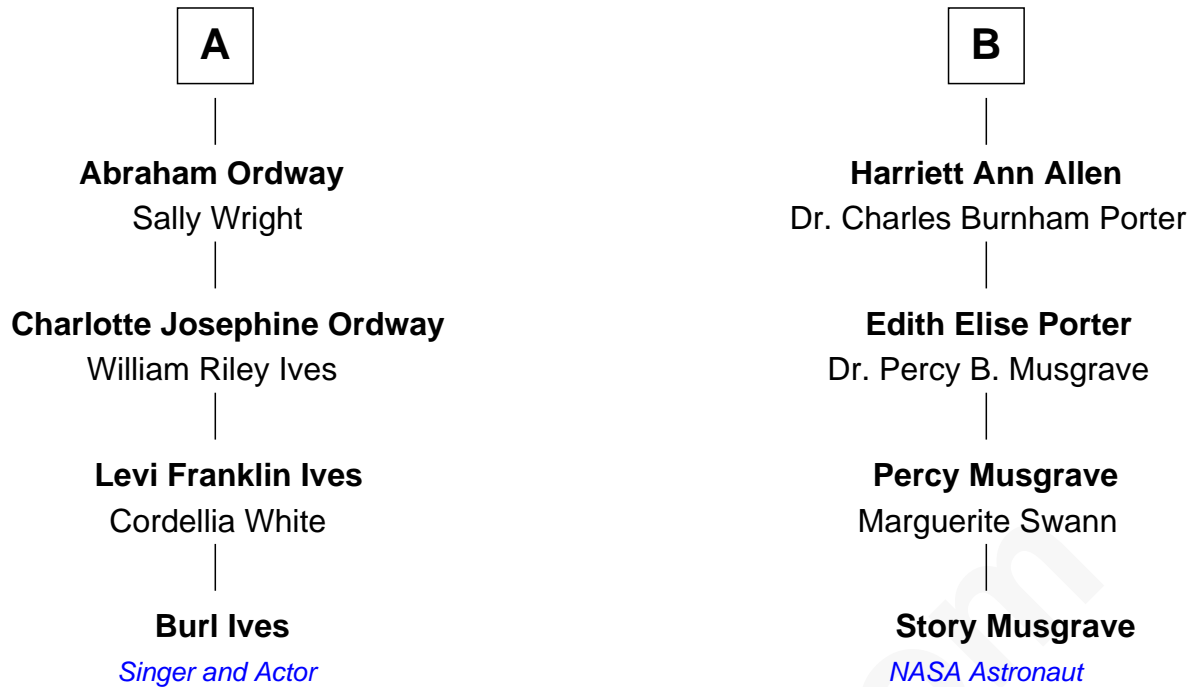 A
Abraham Ordway
Sally Wright
Charlotte Josephine Ordway
William Riley Ives
Levi Franklin Ives
Cordellia White
Burl Ives
Singer and Actor
B
Harriett Ann Allen
Dr. Charles Burnham Porter
Edith Elise Porter
Dr. Percy B. Musgrave
Percy Musgrave
Marguerite Swann
Story Musgrave
NASA Astronaut